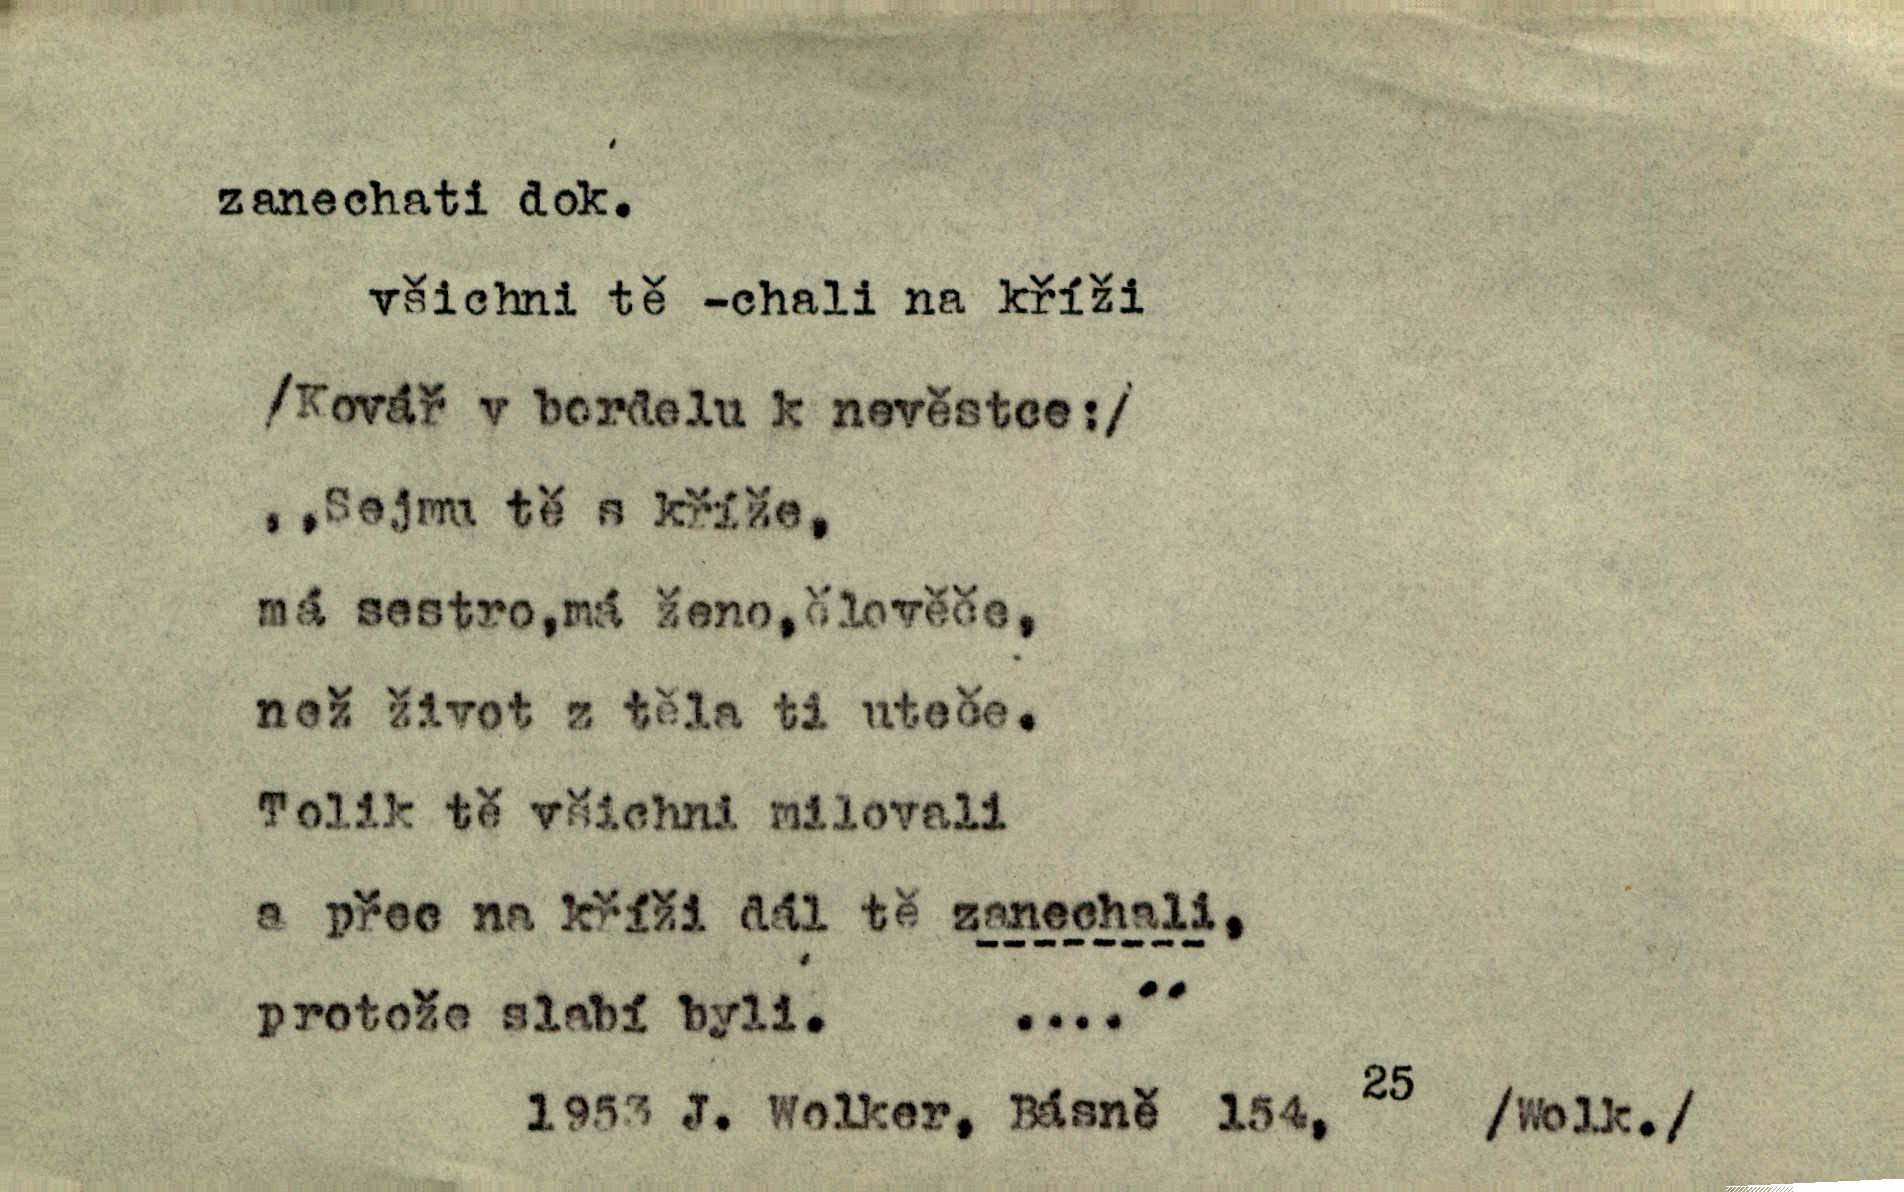 zanechati dok.
všichni tě -chali na kříži
/Kovář v bordelu k nevěstce:/
,,Sejmu tě s kříže,
má sestro,má ženo,člověče,
než život z těla ti uteče.
Tolik tě všichni milovali
a přec na kříži dál tě zanechali,
protože slabí byli. ...."
1953 J. Wolker, Básně 154, 25 /Wolk./